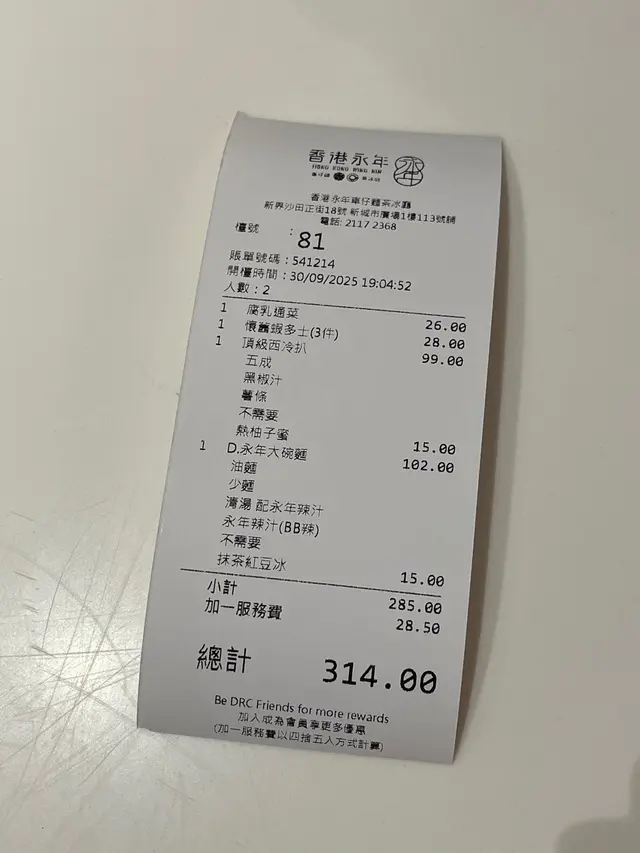 香港永年
HONG KONG WING NIN
香港永年車仔麵茶冰廳
新界沙田正街18號 新城市廣場1樓113號舖
電話: 2117 2368
檯號 : 81
賬單號碼 : 541214
開檯時間 : 30/09/2025 19:04:52
人數 : 2
1 腐乳通菜 26.00
1 懷舊蝦多士(3件) 28.00
1 頂級西冷扒 99.00
五成
黑椒汁
薯條
不需要
熱柚子蜜 15.00
1 D.永年大碗麵 102.00
油麵
少麵
清湯 配永年辣汁
永年辣汁(BB辣)
不需要
抹茶紅豆冰 15.00
小計 285.00
加一服務費 28.50
總計 314.00
Be DRC Friends for more rewards
加入成為會員享更多優惠
(加一服務費以四捨五入方式計算)